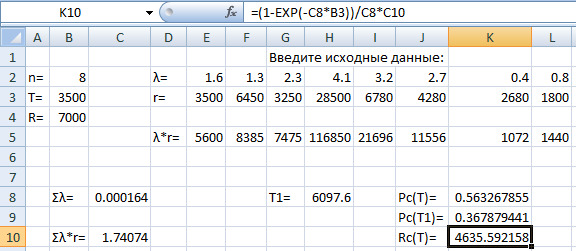 K10 fx =(1-EXP(-C8*B3))/C8*C10
A B C D E F G H I J K L
1 Введите исходные данные:
2 n= 8 λ= 1.6 1.3 2.3 4.1 3.2 2.7 0.4 0.8
3 T= 3500 r= 3500 6450 3250 28500 6780 4280 2680 1800
4 R= 7000
5 λ*r= 5600 8385 7475 116850 21696 11556 1072 1440
6
7
8 Σλ= 0.000164 T1= 6097.6 Pc(T)= 0.563267855
9 Pc(T1)= 0.367879441
10 Σλ*r= 1.74074 Rc(T)= 4635.592158